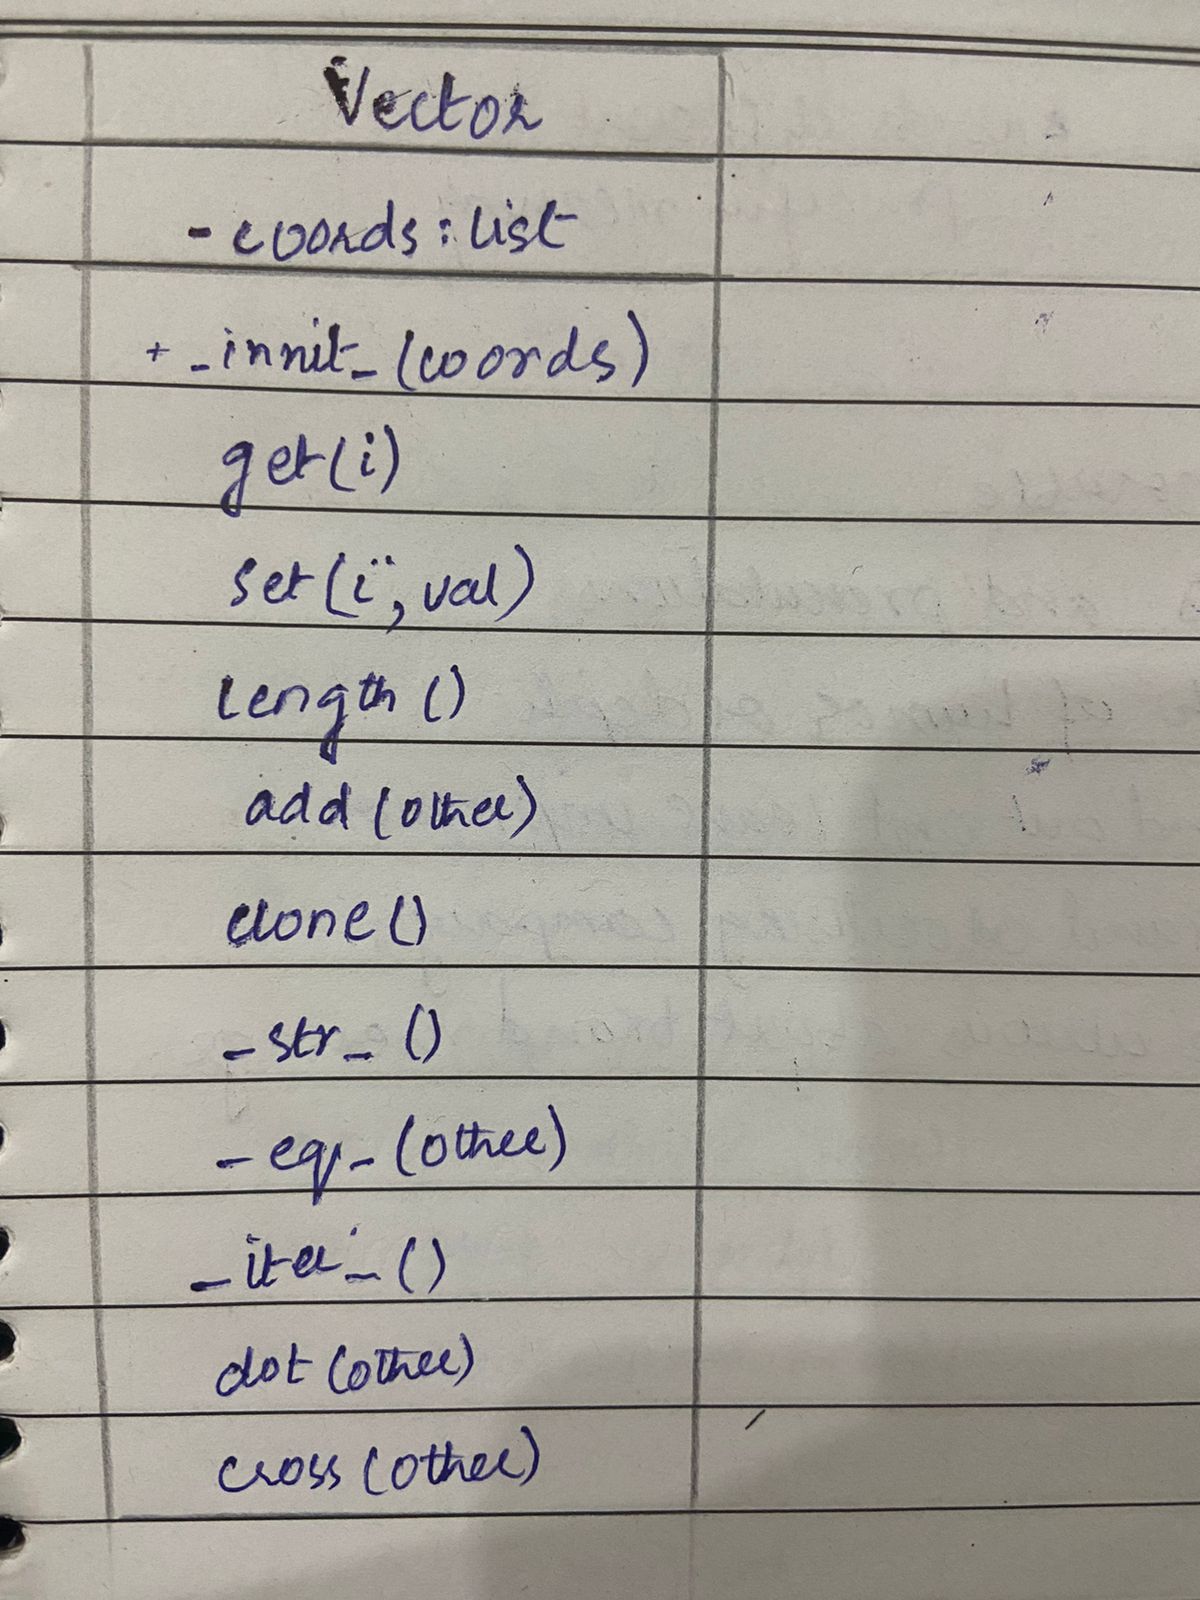 Vector
- coords : list
+ _innit_ (coords)
get(i)
set(i, val)
length ()
add (other)
clone ()
_str_ ()
_eq_ (other)
_iter_ ()
dot (other)
cross (other)